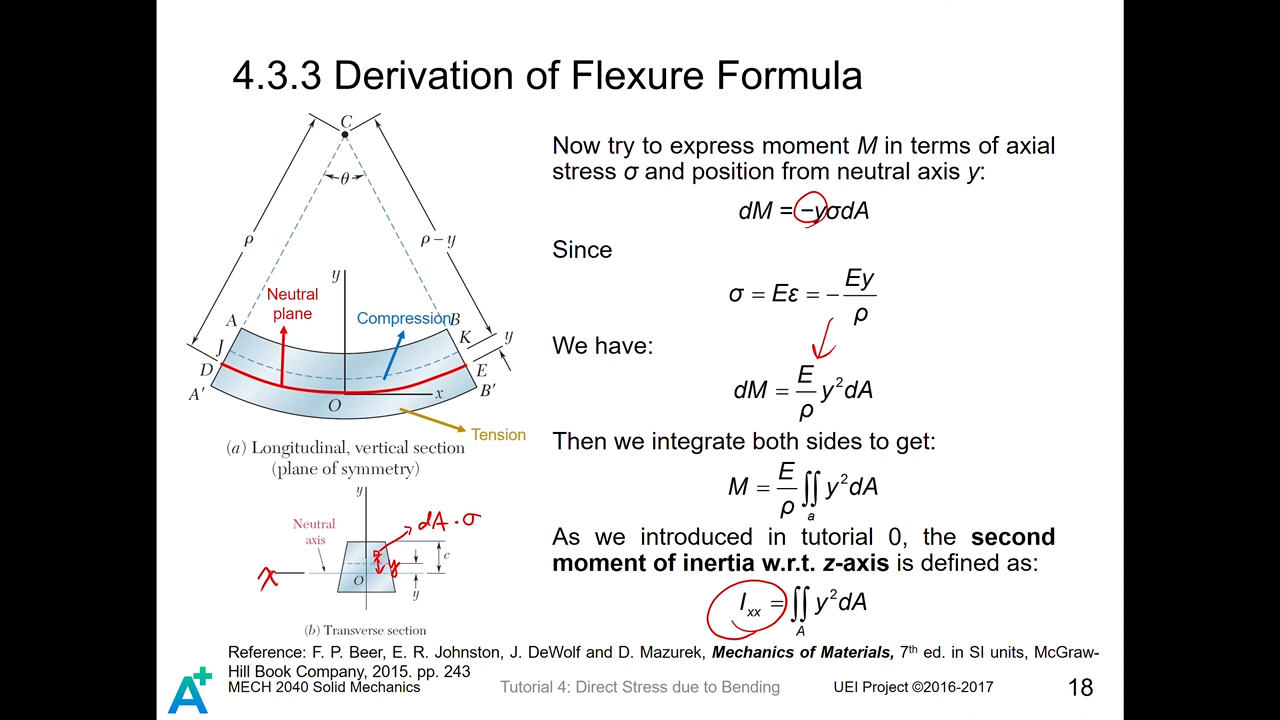 4.3.3 Derivation of Flexure Formula
C
θ
ρ
ρ – y
y
Neutral
plane
Compression
A
B
J
K
y
D
E
A′
B′
O
x
Tension
(a) Longitudinal, vertical section
(plane of symmetry)
y
Neutral
axis
dA · σ
c
y
x
O
y
(b) Transverse section
Now try to express moment M in terms of axial
stress σ and position from neutral axis y:
dM = −yσdA
Since
σ = Eε = − Ey/ρ
We have:
dM = E/ρ y²dA
Then we integrate both sides to get:
M = E/ρ ∬ₐ y²dA
As we introduced in tutorial 0, the second
moment of inertia w.r.t. z-axis is defined as:
Iₓₓ = ∬_A y²dA
Reference: F. P. Beer, E. R. Johnston, J. DeWolf and D. Mazurek, Mechanics of Materials, 7th ed. in SI units, McGraw-
Hill Book Company, 2015. pp. 243
MECH 2040 Solid Mechanics
Tutorial 4: Direct Stress due to Bending
UEI Project ©2016-2017
18
A+